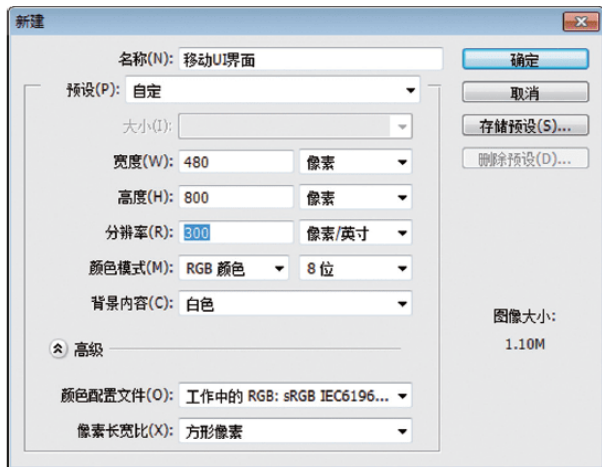 新建
名称(N): 移动UI界面
确定
预设(P): 自定
取消
大小(I):
存储预设(S)...
宽度(W): 480 像素
删除预设(D)...
高度(H): 800 像素
分辨率(R): 300 像素/英寸
颜色模式(M): RGB 颜色 8 位
背景内容(C): 白色
图像大小:
高级
1.10M
颜色配置文件(O): 工作中的 RGB: sRGB IEC6196...
像素长宽比(X): 方形像素